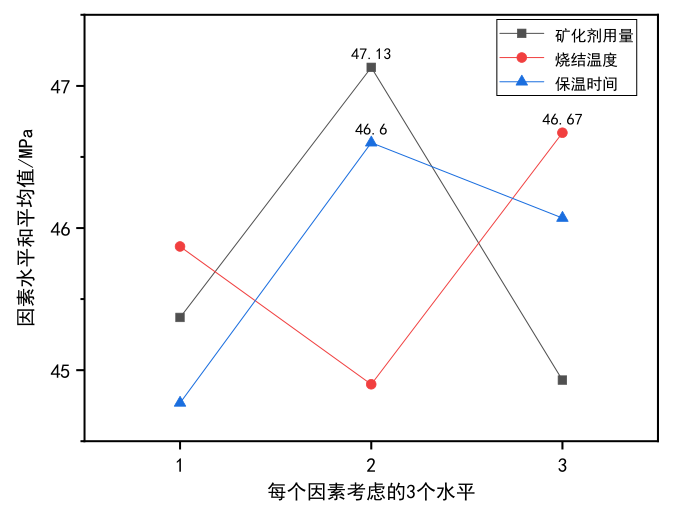 矿化剂用量
烧结温度
保温时间
47.13
46.6
46.67
47
46
45
因素水平和平均值/MPa
1 2 3
每个因素考虑的3个水平